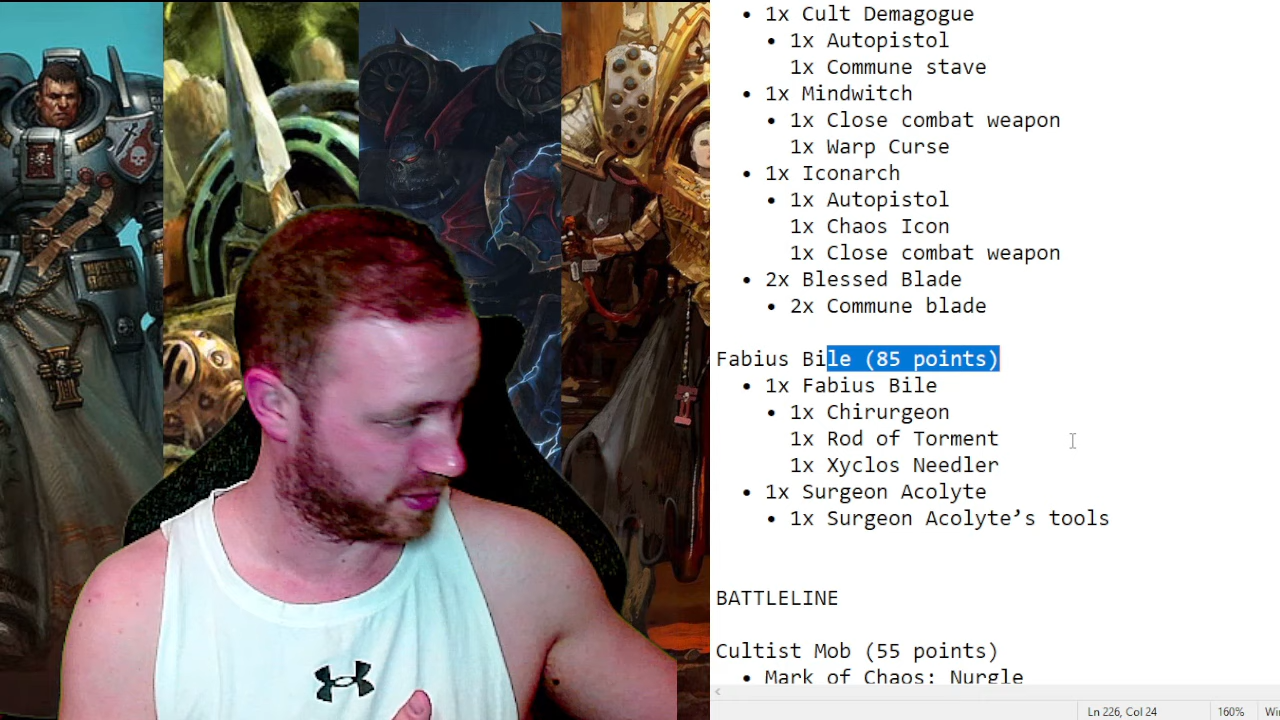 • 1x Cult Demagogue
• 1x Autopistol
1x Commune stave
• 1x Mindwitch
• 1x Close combat weapon
1x Warp Curse
• 1x Iconarch
• 1x Autopistol
1x Chaos Icon
1x Close combat weapon
• 2x Blessed Blade
• 2x Commune blade
Fabius Bile (85 points)
• 1x Fabius Bile
• 1x Chirurgeon
1x Rod of Torment
1x Xyclos Needler
• 1x Surgeon Acolyte
• 1x Surgeon Acolyte’s tools
BATTLELINE
Cultist Mob (55 points)
• Mark of Chaos: Nurgle
Ln 226, Col 24
160%
Win